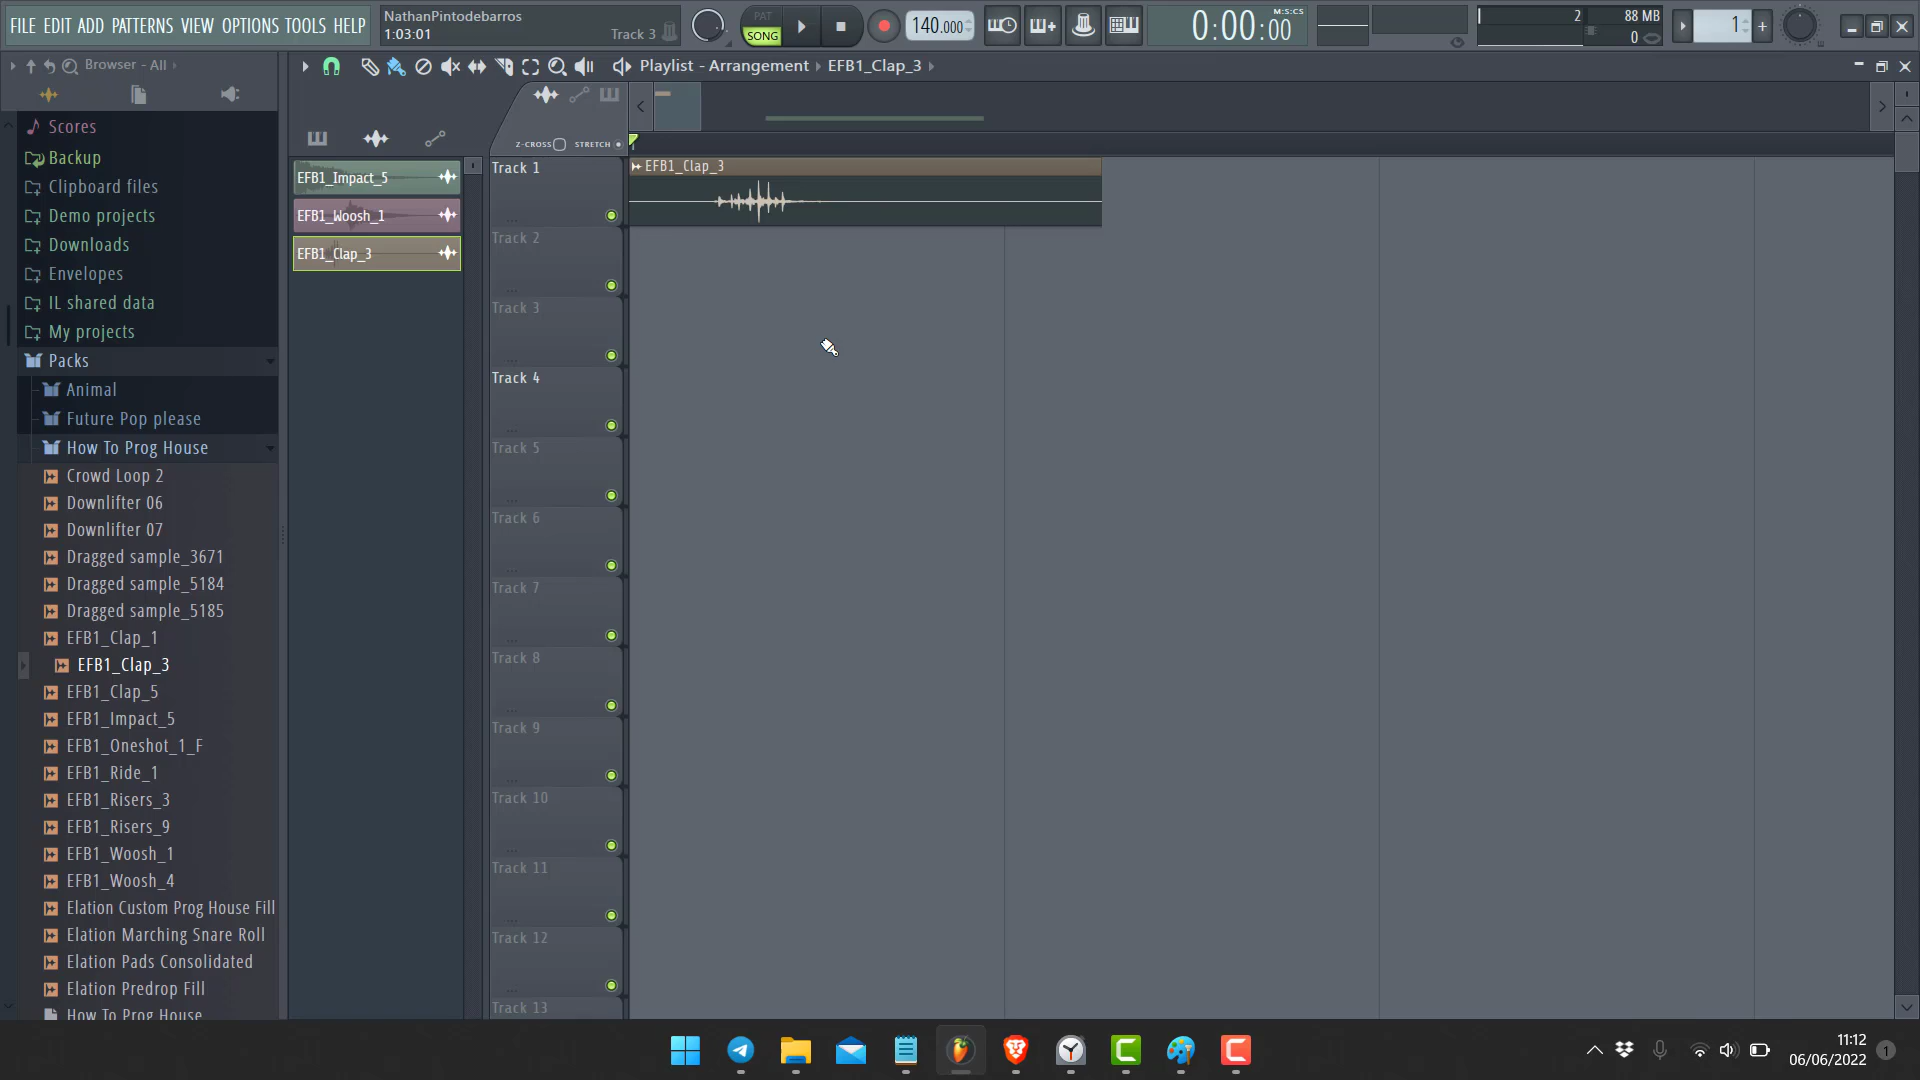 FILE EDIT ADD PATTERNS VIEW OPTIONS TOOLS HELP
NathanPintodebarros
1:03:01
Track 3
PAT
SONG
140.000
0:00:00
M:S:CS
2
88 MB
0
1
Browser - All
Playlist - Arrangement
EFB1_Clap_3
Z-CROSS
STRETCH
Scores
Backup
Clipboard files
Demo projects
Downloads
Envelopes
IL shared data
My projects
Packs
Animal
Future Pop please
How To Prog House
Crowd Loop 2
Downlifter 06
Downlifter 07
Dragged sample_3671
Dragged sample_5184
Dragged sample_5185
EFB1_Clap_1
EFB1_Clap_3
EFB1_Clap_5
EFB1_Impact_5
EFB1_Oneshot_1_F
EFB1_Ride_1
EFB1_Risers_3
EFB1_Risers_9
EFB1_Woosh_1
EFB1_Woosh_4
Elation Custom Prog House Fill
Elation Marching Snare Roll
Elation Pads Consolidated
Elation Predrop Fill
How To Prog House
EFB1_Impact_5
EFB1_Woosh_1
EFB1_Clap_3
Track 1
Track 2
Track 3
Track 4
Track 5
Track 6
Track 7
Track 8
Track 9
Track 10
Track 11
Track 12
Track 13
EFB1_Clap_3
11:12
06/06/2022
1